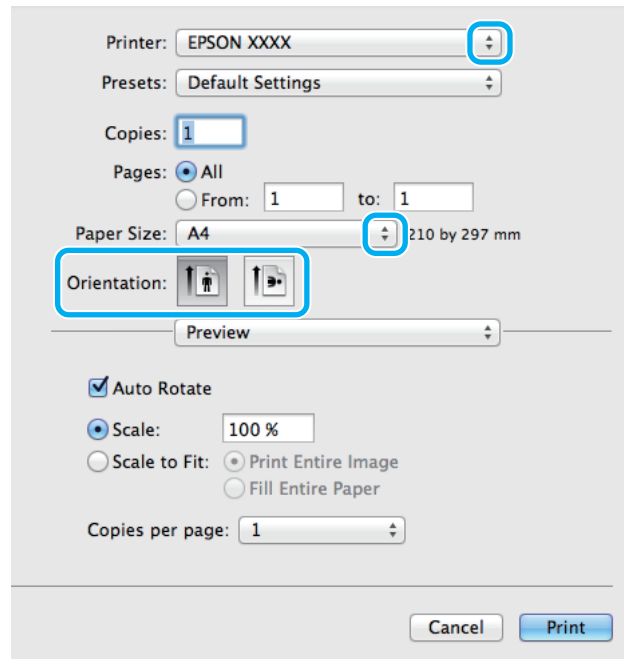 Printer: EPSON XXXX
Presets: Default Settings
Copies: 1
Pages: All
From: 1 to: 1
Paper Size: A4 210 by 297 mm
Orientation:
Preview
Auto Rotate
Scale: 100 %
Scale to Fit: Print Entire Image
Fill Entire Paper
Copies per page: 1
Cancel Print